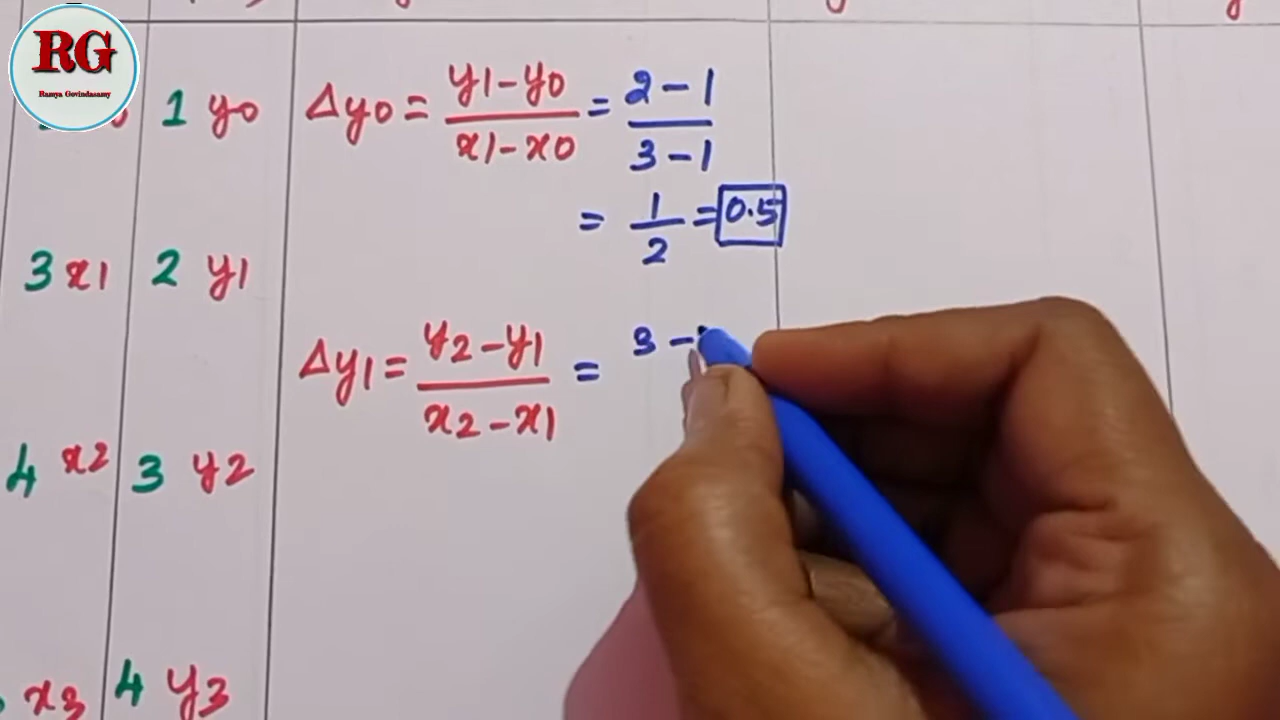 RG
Ramya Govindasamy
1 y0
Δy0 = y1-y0 / x1-x0 = 2-1 / 3-1
= 1/2 = 0.5
3 x1 2 y1
Δy1 = y2-y1 / x2-x1 = 3-
4 x2 3 y2
x3 4 y3